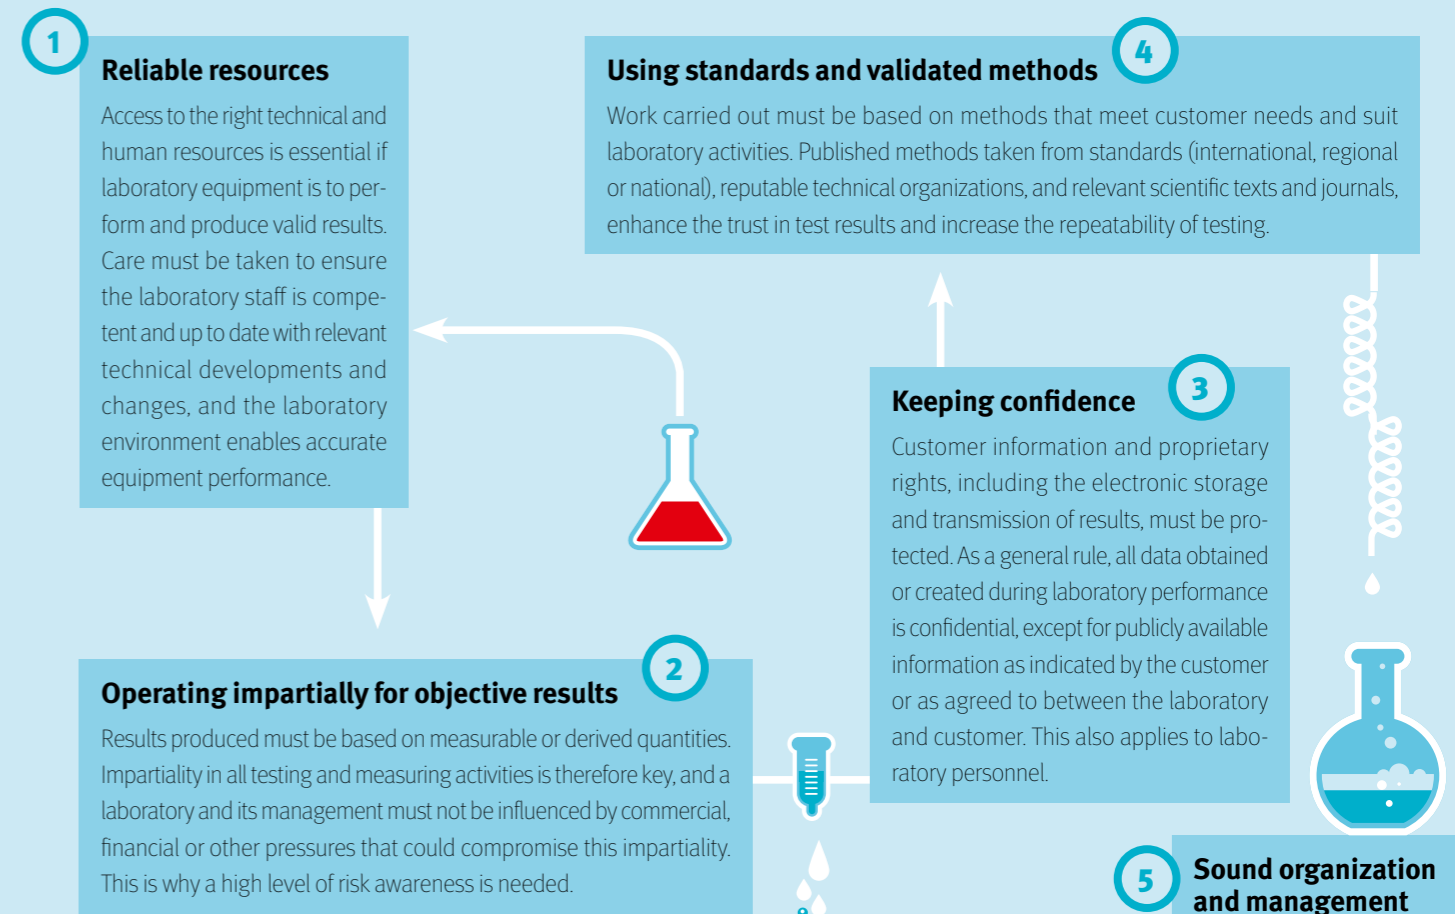 1
Reliable resources
Access to the right technical and
human resources is essential if
laboratory equipment is to per-
form and produce valid results.
Care must be taken to ensure
the laboratory staff is compe-
tent and up to date with relevant
technical developments and
changes, and the laboratory
environment enables accurate
equipment performance.
2
Operating impartially for objective results
Results produced must be based on measurable or derived quantities.
Impartiality in all testing and measuring activities is therefore key, and a
laboratory and its management must not be influenced by commercial,
financial or other pressures that could compromise this impartiality.
This is why a high level of risk awareness is needed.
3
Keeping confidence
Customer information and proprietary
rights, including the electronic storage
and transmission of results, must be pro-
tected. As a general rule, all data obtained
or created during laboratory performance
is confidential, except for publicly available
information as indicated by the customer
or as agreed to between the laboratory
and customer. This also applies to labo-
ratory personnel.
4
Using standards and validated methods
Work carried out must be based on methods that meet customer needs and suit
laboratory activities. Published methods taken from standards (international, regional
or national), reputable technical organizations, and relevant scientific texts and journals,
enhance the trust in test results and increase the repeatability of testing.
5
Sound organization
and management